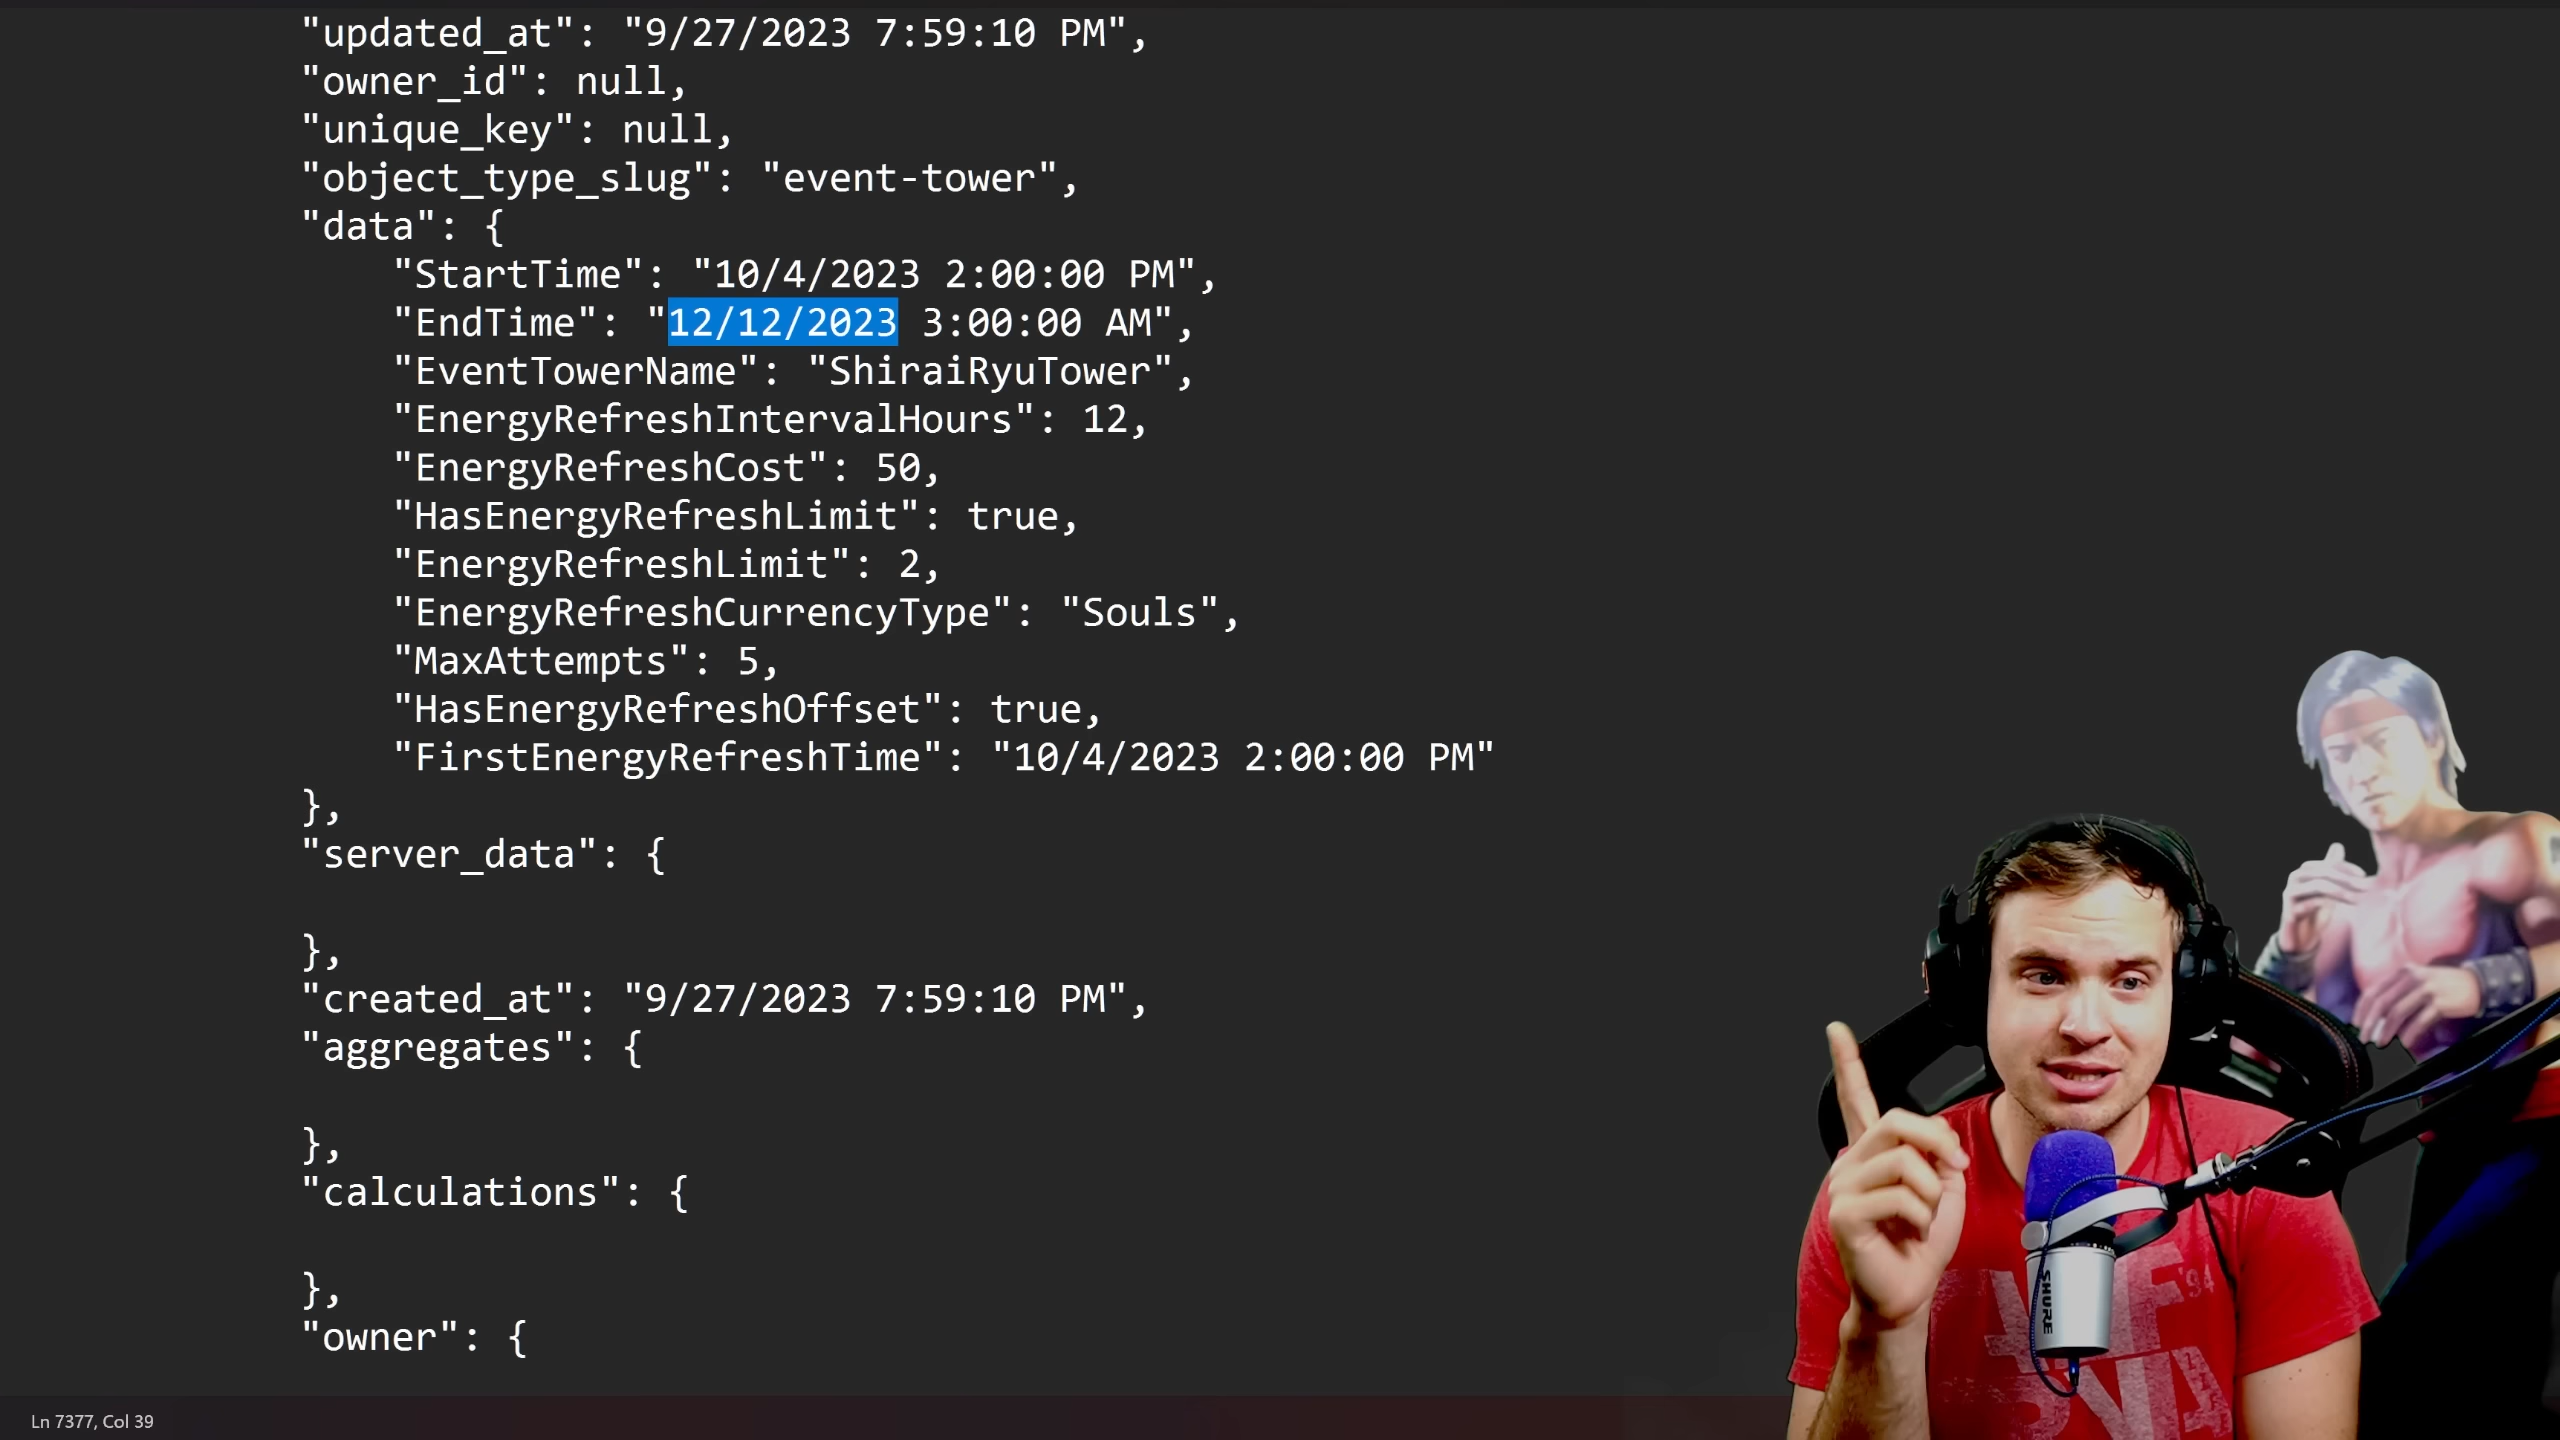 "updated_at": "9/27/2023 7:59:10 PM",
"owner_id": null,
"unique_key": null,
"object_type_slug": "event-tower",
"data": {
"StartTime": "10/4/2023 2:00:00 PM",
"EndTime": "12/12/2023 3:00:00 AM",
"EventTowerName": "ShiraiRyuTower",
"EnergyRefreshIntervalHours": 12,
"EnergyRefreshCost": 50,
"HasEnergyRefreshLimit": true,
"EnergyRefreshLimit": 2,
"EnergyRefreshCurrencyType": "Souls",
"MaxAttempts": 5,
"HasEnergyRefreshOffset": true,
"FirstEnergyRefreshTime": "10/4/2023 2:00:00 PM"
},
"server_data": {
},
"created_at": "9/27/2023 7:59:10 PM",
"aggregates": {
},
"calculations": {
},
"owner": {
Ln 7377, Col 39
SHURE
'94